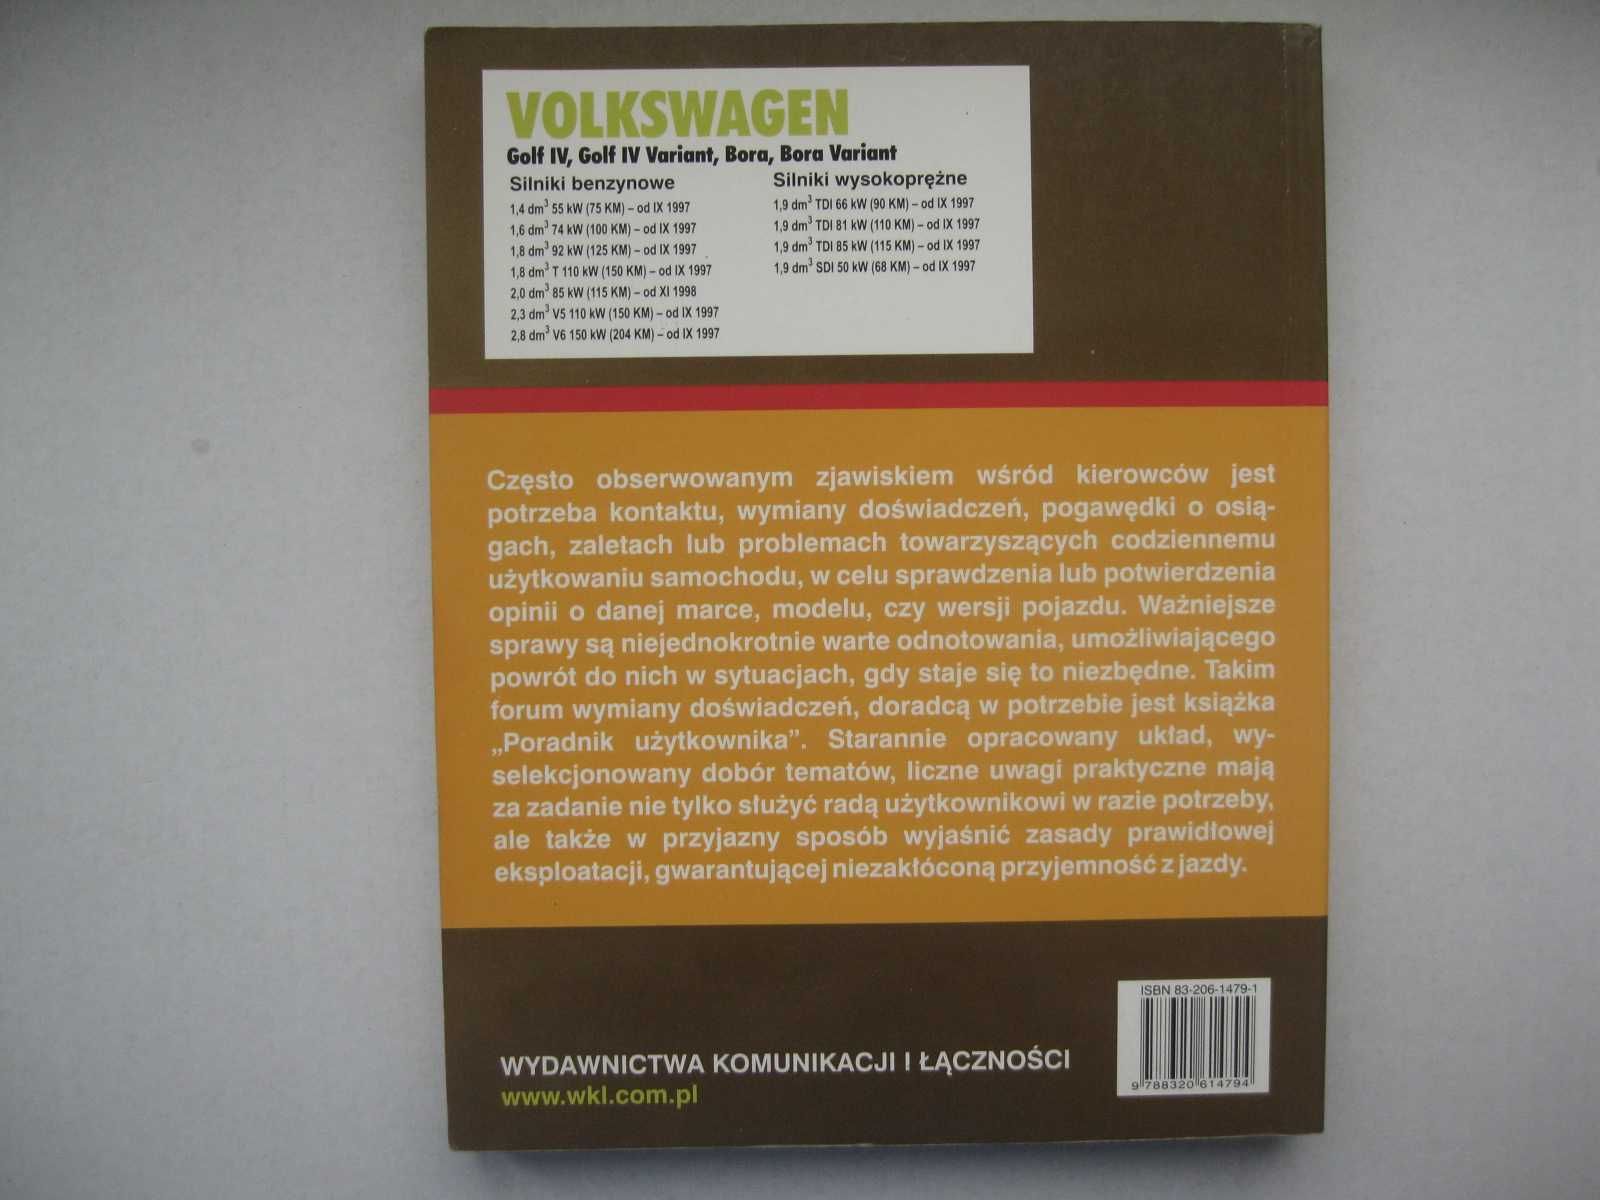 VOLKSWAGEN
Golf IV, Golf IV Variant, Bora, Bora Variant
Silniki benzynowe
1,4 dm³ 55 kW (75 KM) – od IX 1997
1,6 dm³ 74 kW (100 KM) – od IX 1997
1,8 dm³ 92 kW (125 KM) – od IX 1997
1,8 dm³ T 110 kW (150 KM) – od IX 1997
2,0 dm³ 85 kW (115 KM) – od XI 1998
2,3 dm³ V5 110 kW (150 KM) – od IX 1997
2,8 dm³ V6 150 kW (204 KM) – od IX 1997
Silniki wysokoprężne
1,9 dm³ TDI 66 kW (90 KM) – od IX 1997
1,9 dm³ TDI 81 kW (110 KM) – od IX 1997
1,9 dm³ TDI 85 kW (115 KM) – od IX 1997
1,9 dm³ SDI 50 kW (68 KM) – od IX 1997
Często obserwowanym zjawiskiem wśród kierowców jest
potrzeba kontaktu, wymiany doświadczeń, pogawędki o osią-
gach, zaletach lub problemach towarzyszących codziennemu
użytkowaniu samochodu, w celu sprawdzenia lub potwierdzenia
opinii o danej marce, modelu, czy wersji pojazdu. Ważniejsze
sprawy są niejednokrotnie warte odnotowania, umożliwiającego
powrót do nich w sytuacjach, gdy staje się to niezbędne. Takim
forum wymiany doświadczeń, doradcą w potrzebie jest książka
„Poradnik użytkownika”. Starannie opracowany układ, wy-
selekcjonowany dobór tematów, liczne uwagi praktyczne mają
za zadanie nie tylko służyć radą użytkownikowi w razie potrzeby,
ale także w przyjazny sposób wyjaśnić zasady prawidłowej
eksploatacji, gwarantującej niezakłóconą przyjemność z jazdy.
ISBN 83-206-1479-1
9 788320 614794
WYDAWNICTWA KOMUNIKACJI I ŁĄCZNOŚCI
www.wkl.com.pl